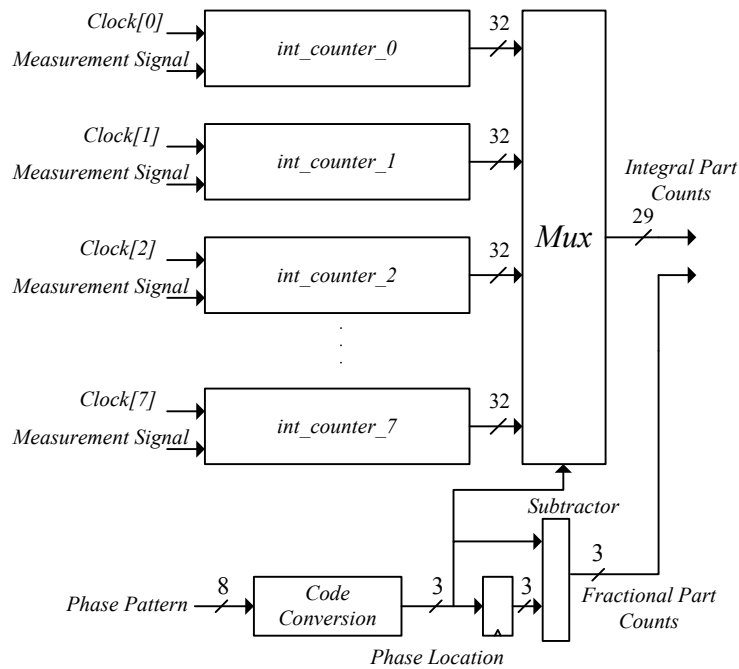 Clock[0]
Measurement Signal
int_counter_0
32
Clock[1]
Measurement Signal
int_counter_1
32
Clock[2]
Measurement Signal
int_counter_2
32
Clock[7]
Measurement Signal
int_counter_7
32
Mux
Integral Part
Counts
29
Subtractor
Phase Pattern
8
Code
Conversion
3
3
3
Fractional Part
Counts
Phase Location